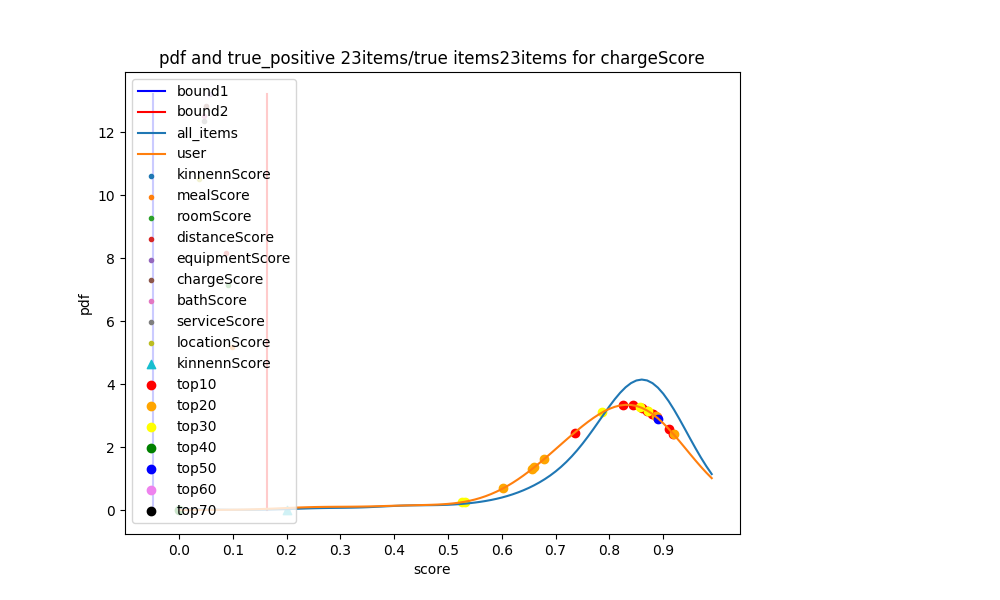 pdf and true_positive 23items/true items23items for chargeScore
bound1
bound2
all_items
user
kinnennScore
mealScore
roomScore
distanceScore
equipmentScore
chargeScore
bathScore
serviceScore
locationScore
kinnennScore
top10
top20
top30
top40
top50
top60
top70
12
10
8
6
4
2
0
pdf
0.0 0.1 0.2 0.3 0.4 0.5 0.6 0.7 0.8 0.9
score